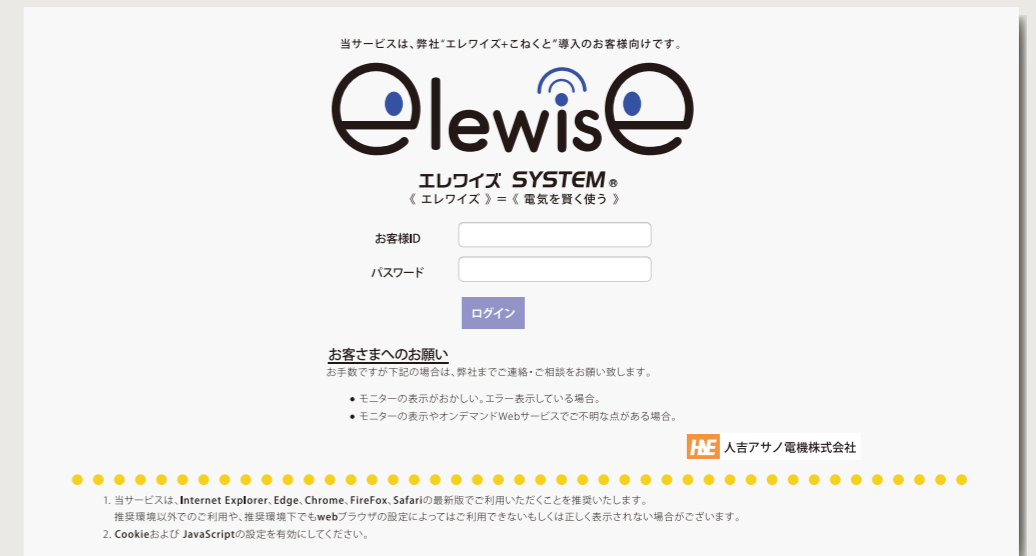 当サービスは、弊社“エレワイズ+こねくと”導入のお客様向けです。
elewise
エレワイズ SYSTEM ®
《 エレワイズ 》=《 電気を賢く使う 》
お客様ID
パスワード
ログイン
お客さまへのお願い
お手数ですが下記の場合は、弊社までご連絡・ご相談をお願い致します。
● モニターの表示がおかしい。エラー表示している場合。
● モニターの表示やオンデマンドWebサービスでご不明な点がある場合。
HAE 人吉アサノ電機株式会社
1. 当サービスは、Internet Explorer、Edge、Chrome、FireFox、Safariの最新版でご利用いただくことを推奨いたします。
推奨環境以外でのご利用や、推奨環境下でもwebブラウザの設定によってはご利用できないもしくは正しく表示されない場合がございます。
2. Cookieおよび JavaScriptの設定を有効にしてください。